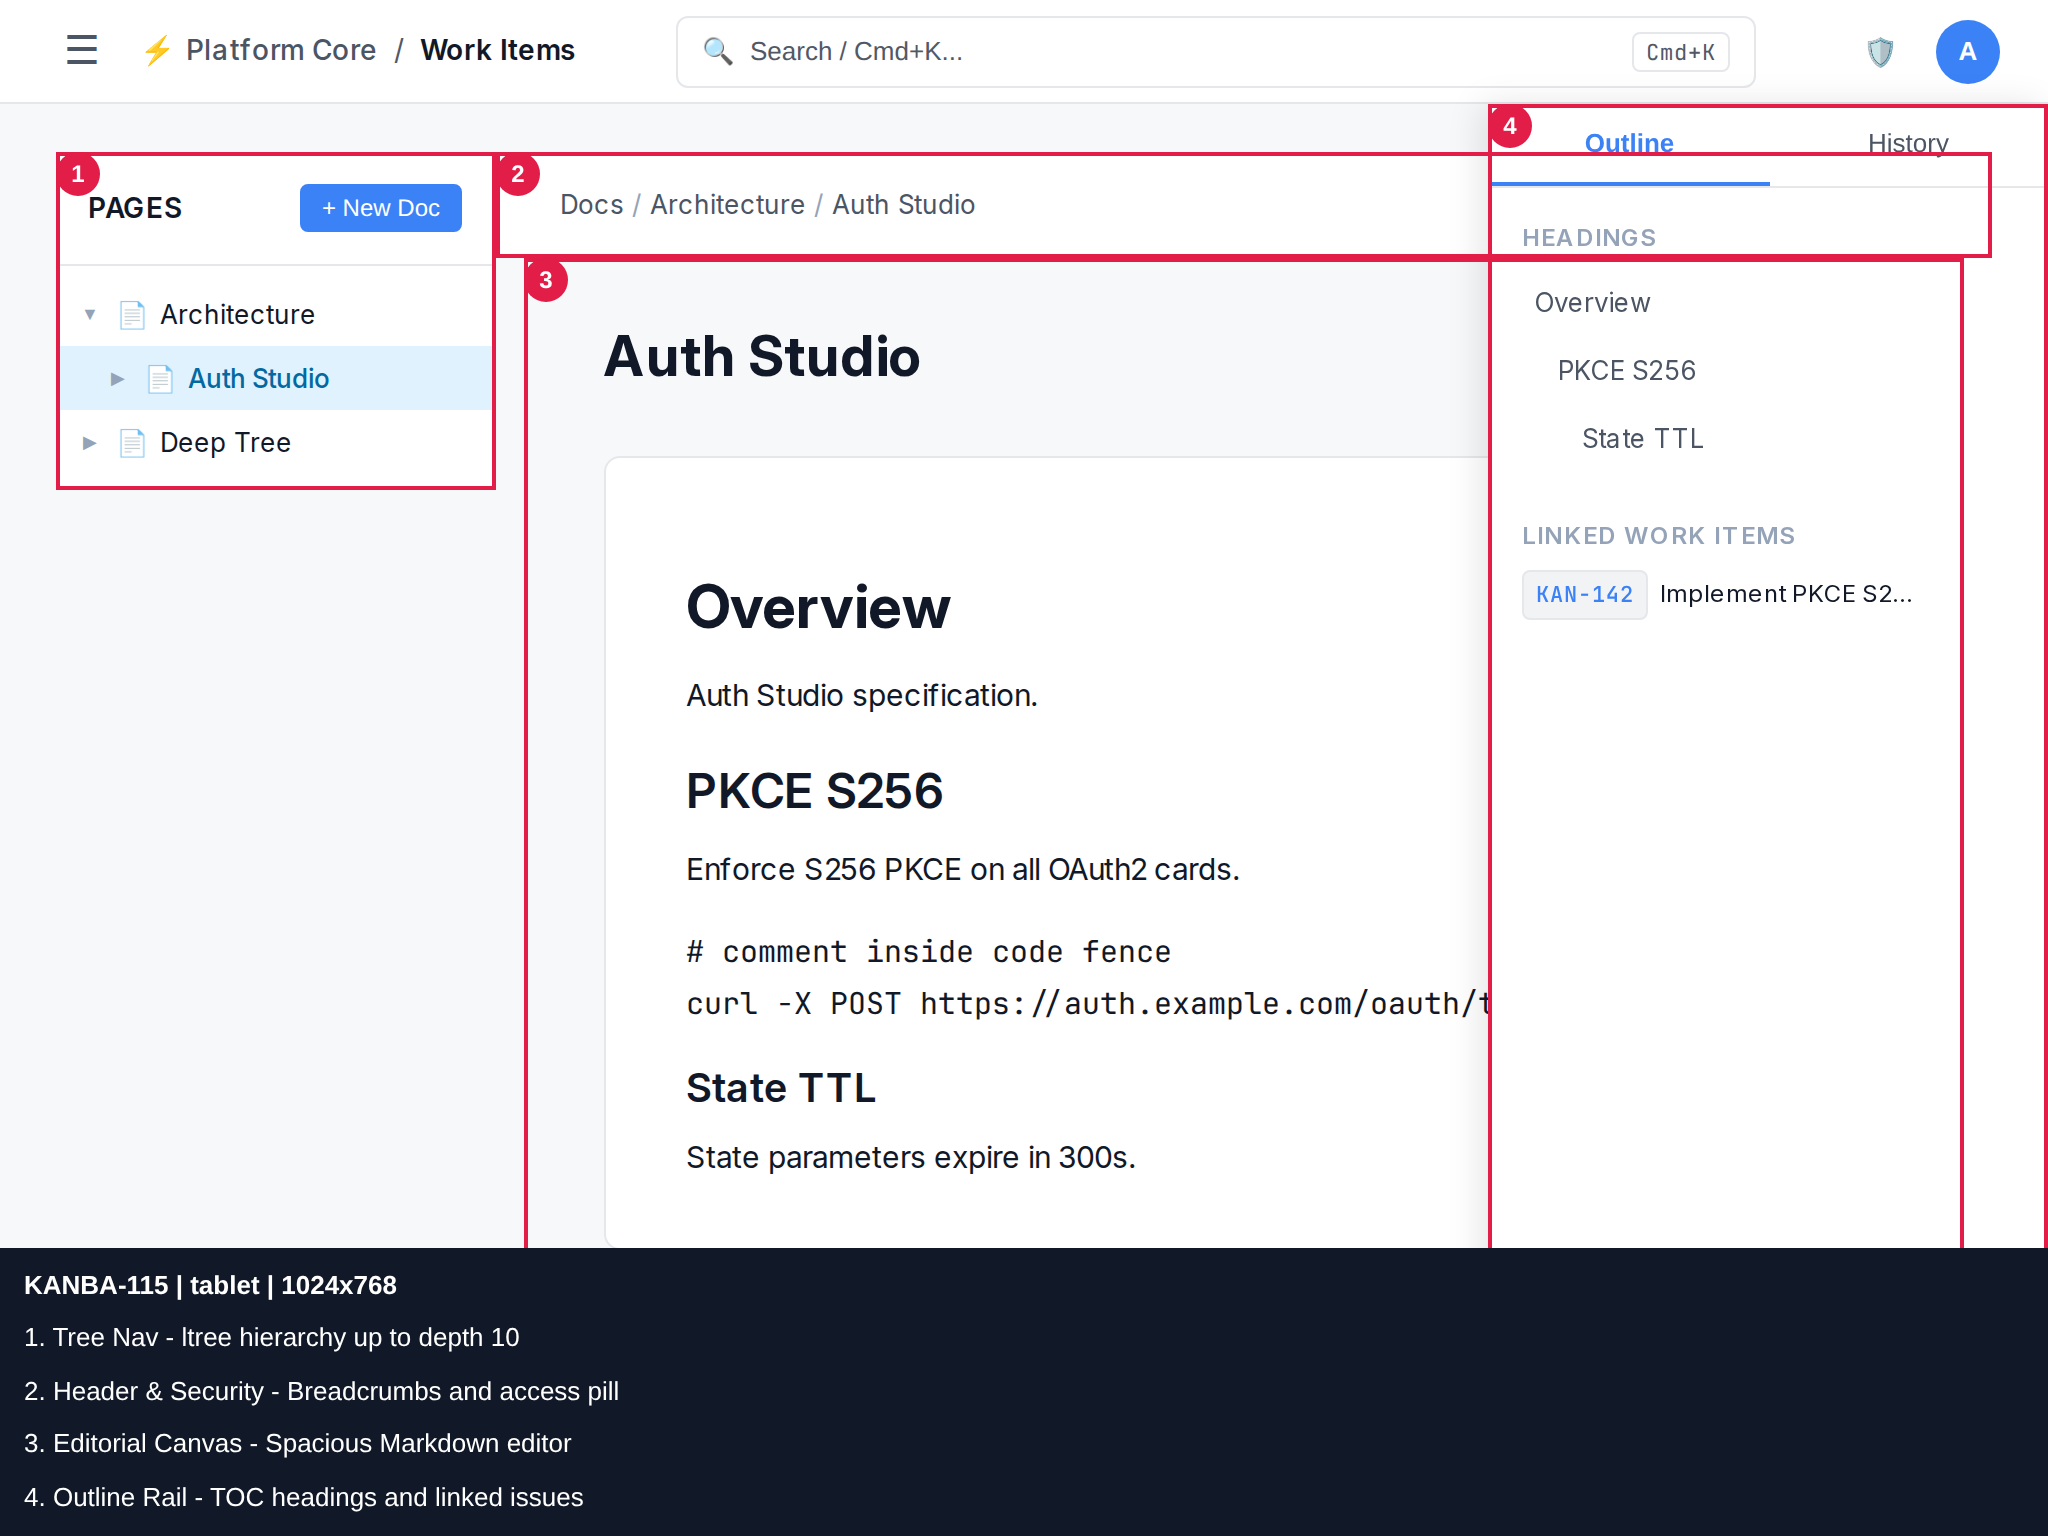 ☰ ⚡ Platform Core / Work Items
🔍 Search / Cmd+K... Cmd+K
🛡️ A
1
PAGES + New Doc
▼ 📄 Architecture
▶ 📄 Auth Studio
▶ 📄 Deep Tree
2
Docs / Architecture / Auth Studio
3
Auth Studio
Overview
Auth Studio specification.
PKCE S256
Enforce S256 PKCE on all OAuth2 cards.
# comment inside code fence
curl -X POST https://auth.example.com/oauth/t
State TTL
State parameters expire in 300s.
4
Outline History
HEADINGS
Overview
PKCE S256
State TTL
LINKED WORK ITEMS
KAN-142 Implement PKCE S2...
KANBA-115 | tablet | 1024x768
1. Tree Nav - ltree hierarchy up to depth 10
2. Header & Security - Breadcrumbs and access pill
3. Editorial Canvas - Spacious Markdown editor
4. Outline Rail - TOC headings and linked issues